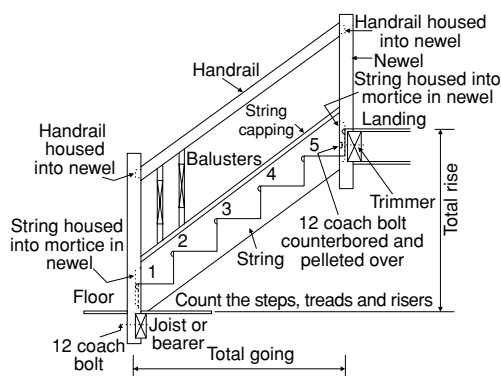 Handrail housed
into newel
Newel
Handrail
String housed into
mortice in newel
String
capping
Landing
Handrail
housed
into newel
Balusters
5
4
3
2
1
Trimmer
12 coach bolt
counterbored and
pelleted over
Total rise
String housed
into mortice in
newel
String
Floor
Count the steps, treads and risers
Joist or
bearer
12 coach
bolt
Total going